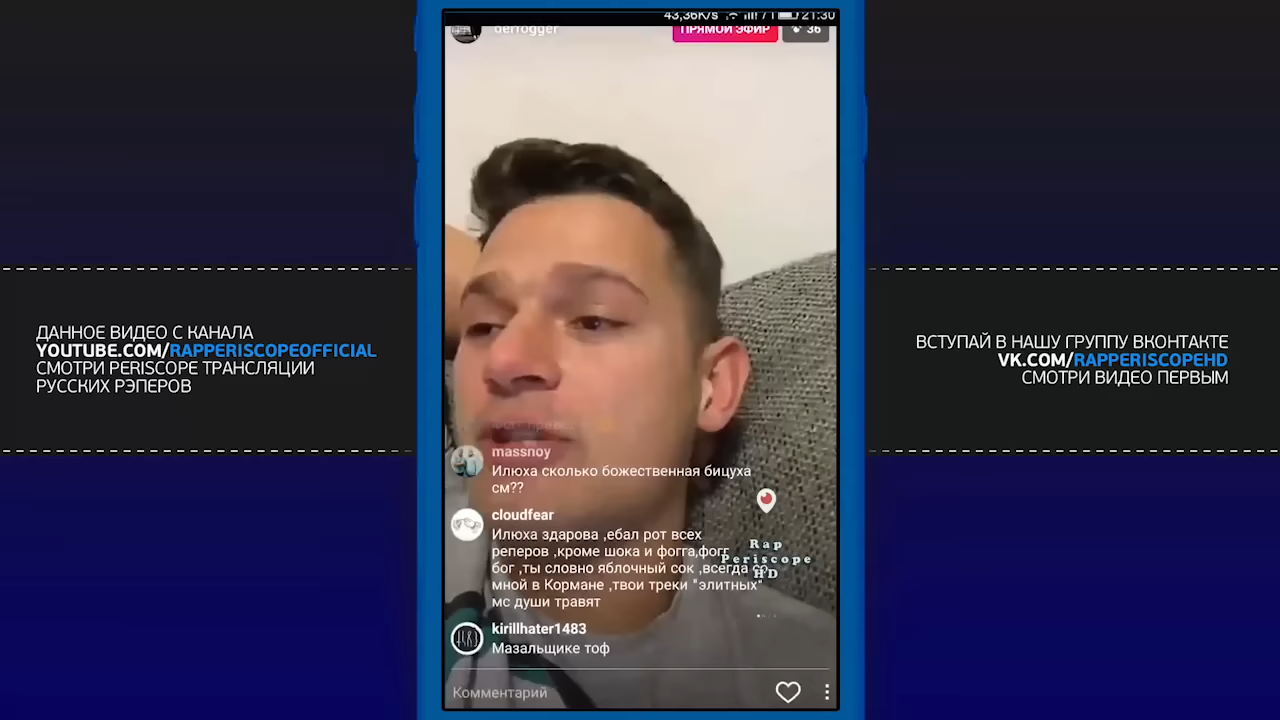 43,36K/s
21:30
derfogger
ПРЯМОЙ ЭФИР
36
ДАННОЕ ВИДЕО С КАНАЛА
YOUTUBE.COM/RAPPERISCOPEOFFICIAL
СМОТРИ PERISCOPE ТРАНСЛЯЦИИ
РУССКИХ РЭПЕРОВ
ВСТУПАЙ В НАШУ ГРУППУ ВКОНТАКТЕ
VK.COM/RAPPERISCOPEHD
СМОТРИ ВИДЕО ПЕРВЫМ
massnoy
Илюха сколько божественная бицуха
см??
cloudfear
Илюха здарова ,ебал рот всех
реперов ,кроме шока и фогга,фогг
бог ,ты словно яблочный сок ,всегда со
мной в Кормане ,твои треки "элитных"
мс души травят
Rap
Periscope
HD
kirillhater1483
Мазальщике тоф
Комментарий